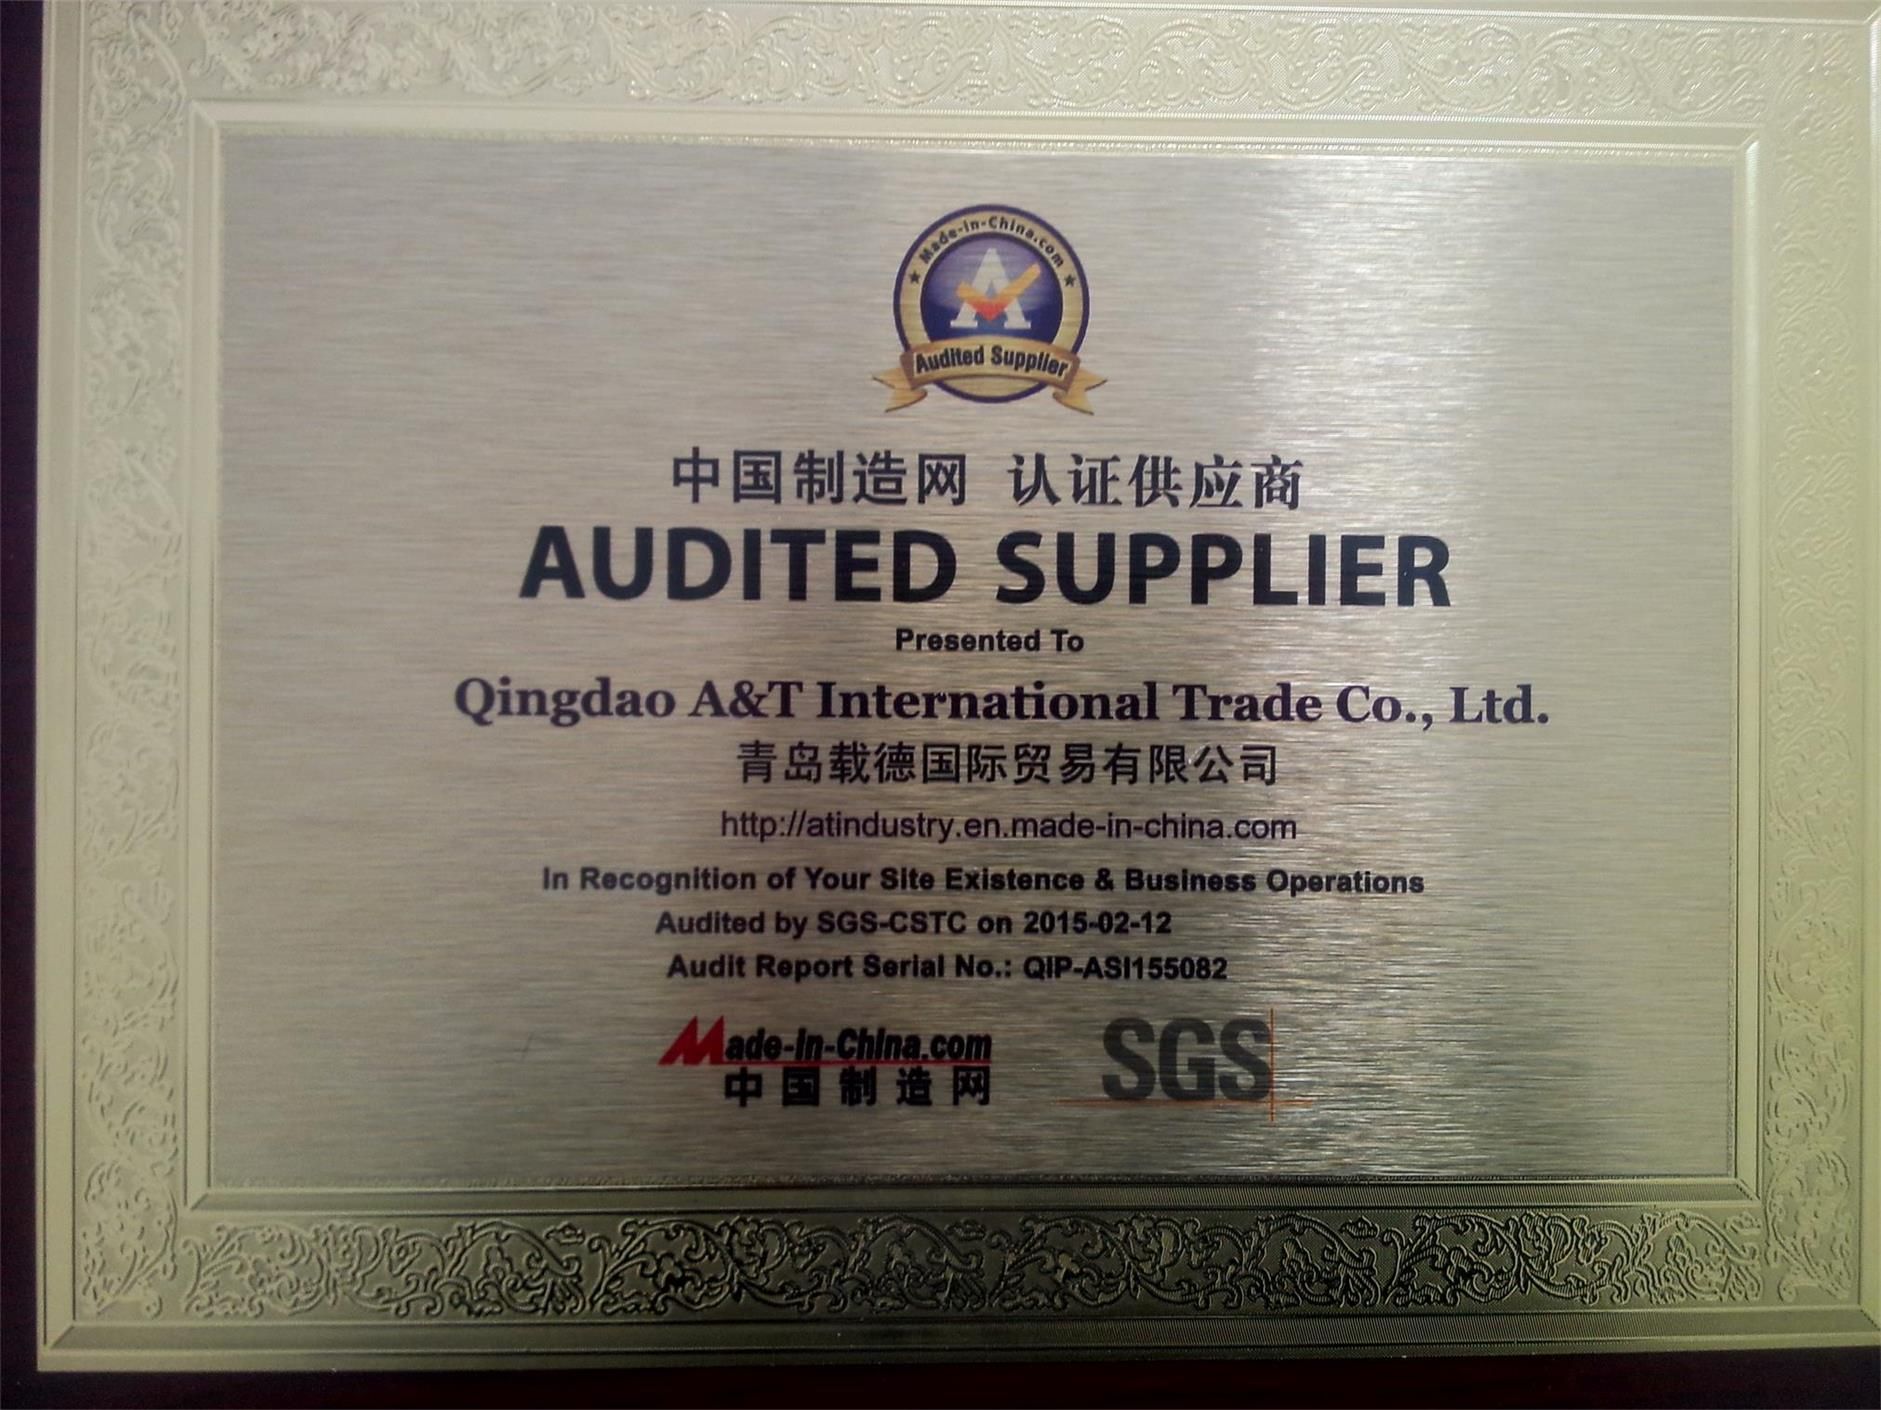 Made-in-China.com
A
Audited Supplier
中国制造网 认证供应商
AUDITED SUPPLIER
Presented To
Qingdao A&T International Trade Co., Ltd.
青岛载德国际贸易有限公司
http://atindustry.en.made-in-china.com
In Recognition of Your Site Existence & Business Operations
Audited by SGS-CSTC on 2015-02-12
Audit Report Serial No.: QIP-ASI155082
Made-in-China.com
中国制造网
SGS